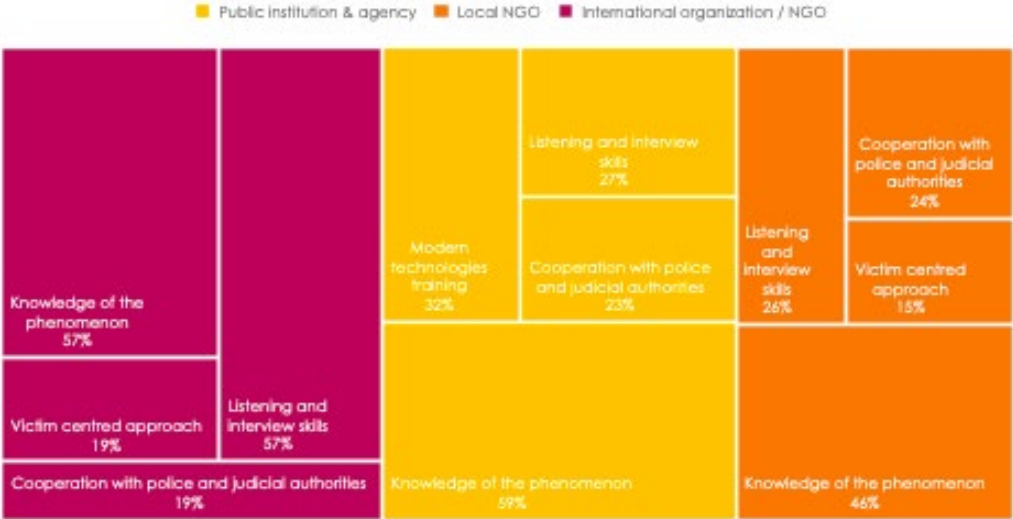 Public institution & agency Local NGO International organization / NGO
Knowledge of the
phenomenon
57%
Victim centred approach
19%
Listening and
interview skills
57%
Cooperation with police and judicial authorities
19%
Modern
technologies
training
32%
Listening and interview
skills
27%
Cooperation with police
and judicial authorities
23%
Knowledge of the phenomenon
59%
Listening
and
interview
skills
26%
Cooperation with
police and judicial
authorities
24%
Victim centred
approach
15%
Knowledge of the phenomenon
46%